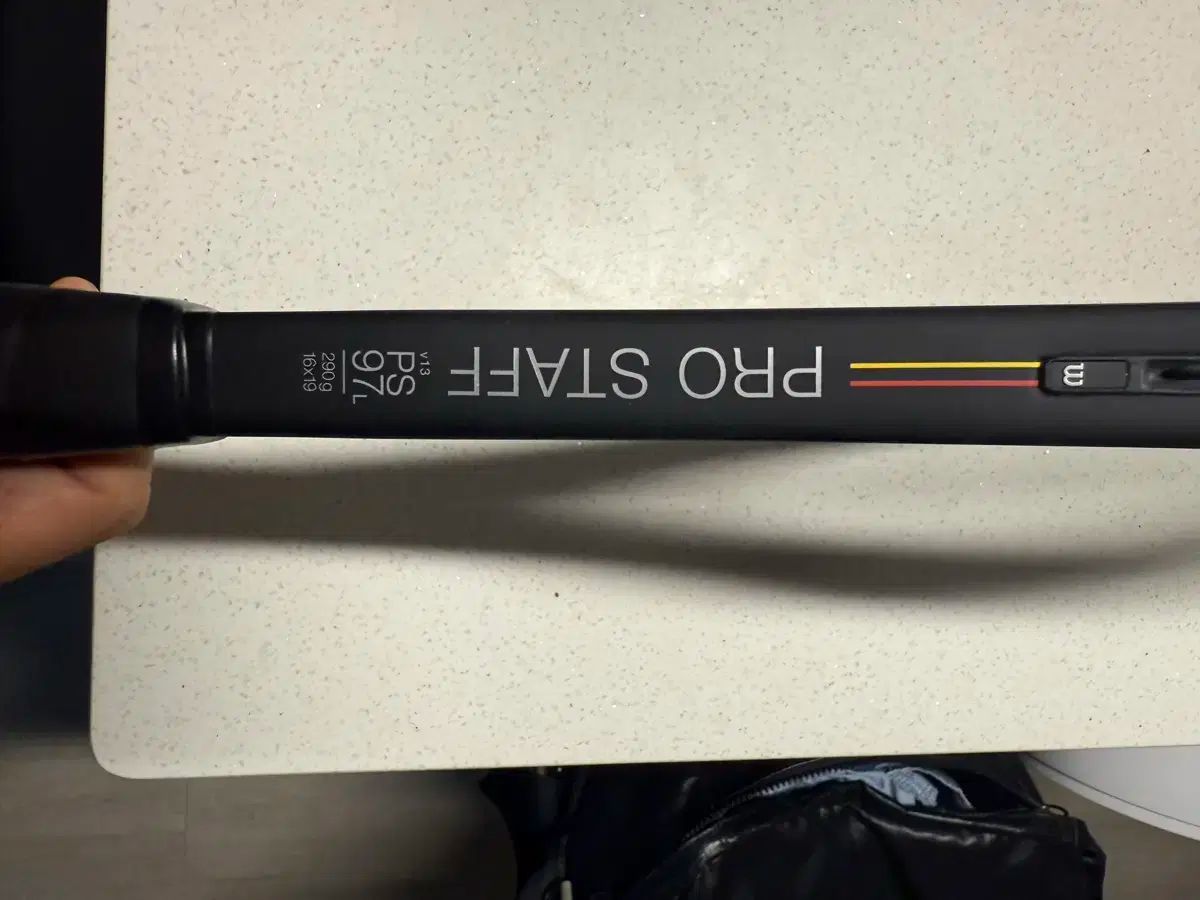 PRO STAFF
v13
PS
97L
290g
16x19
W